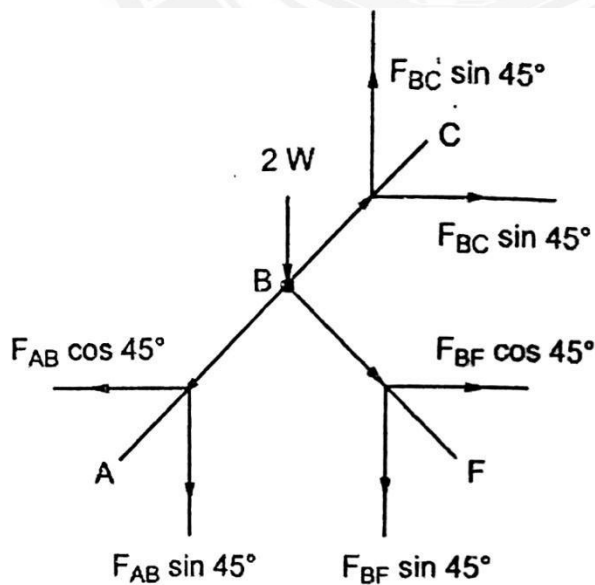 F_BC sin 45°
C
2 W
F_BC sin 45°
B
F_AB cos 45°
F_BF cos 45°
A
F
F_AB sin 45°
F_BF sin 45°